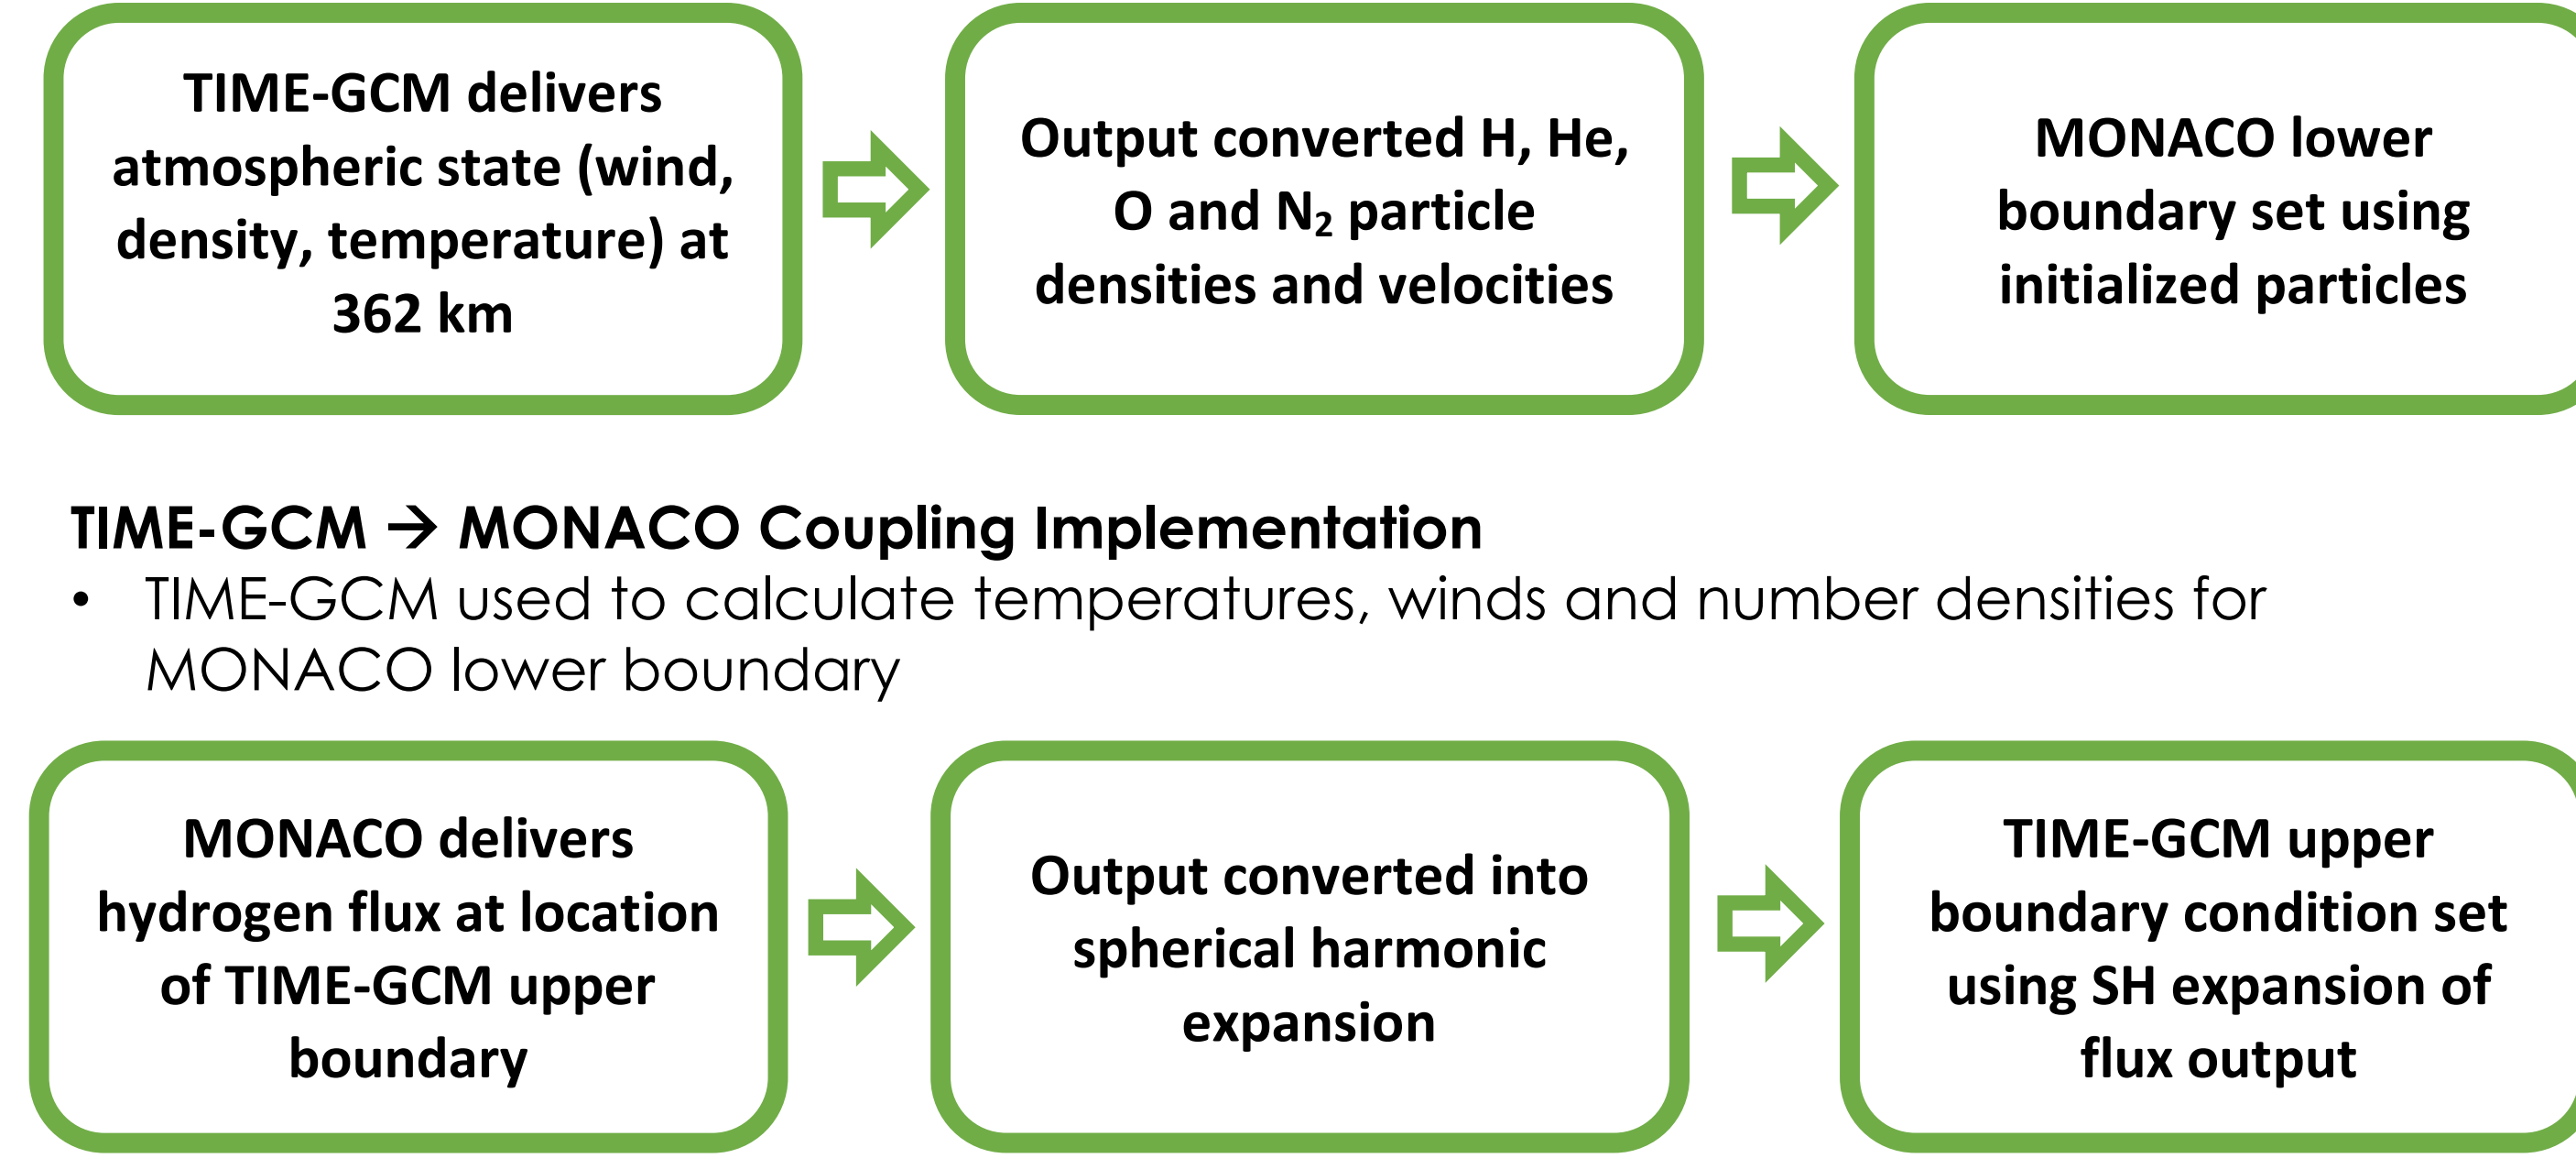 TIME-GCM delivers
atmospheric state (wind,
density, temperature) at
362 km
Output converted H, He,
O and N₂ particle
densities and velocities
MONACO lower
boundary set using
initialized particles
TIME-GCM → MONACO Coupling Implementation
• TIME-GCM used to calculate temperatures, winds and number densities for
MONACO lower boundary
MONACO delivers
hydrogen flux at location
of TIME-GCM upper
boundary
Output converted into
spherical harmonic
expansion
TIME-GCM upper
boundary condition set
using SH expansion of
flux output